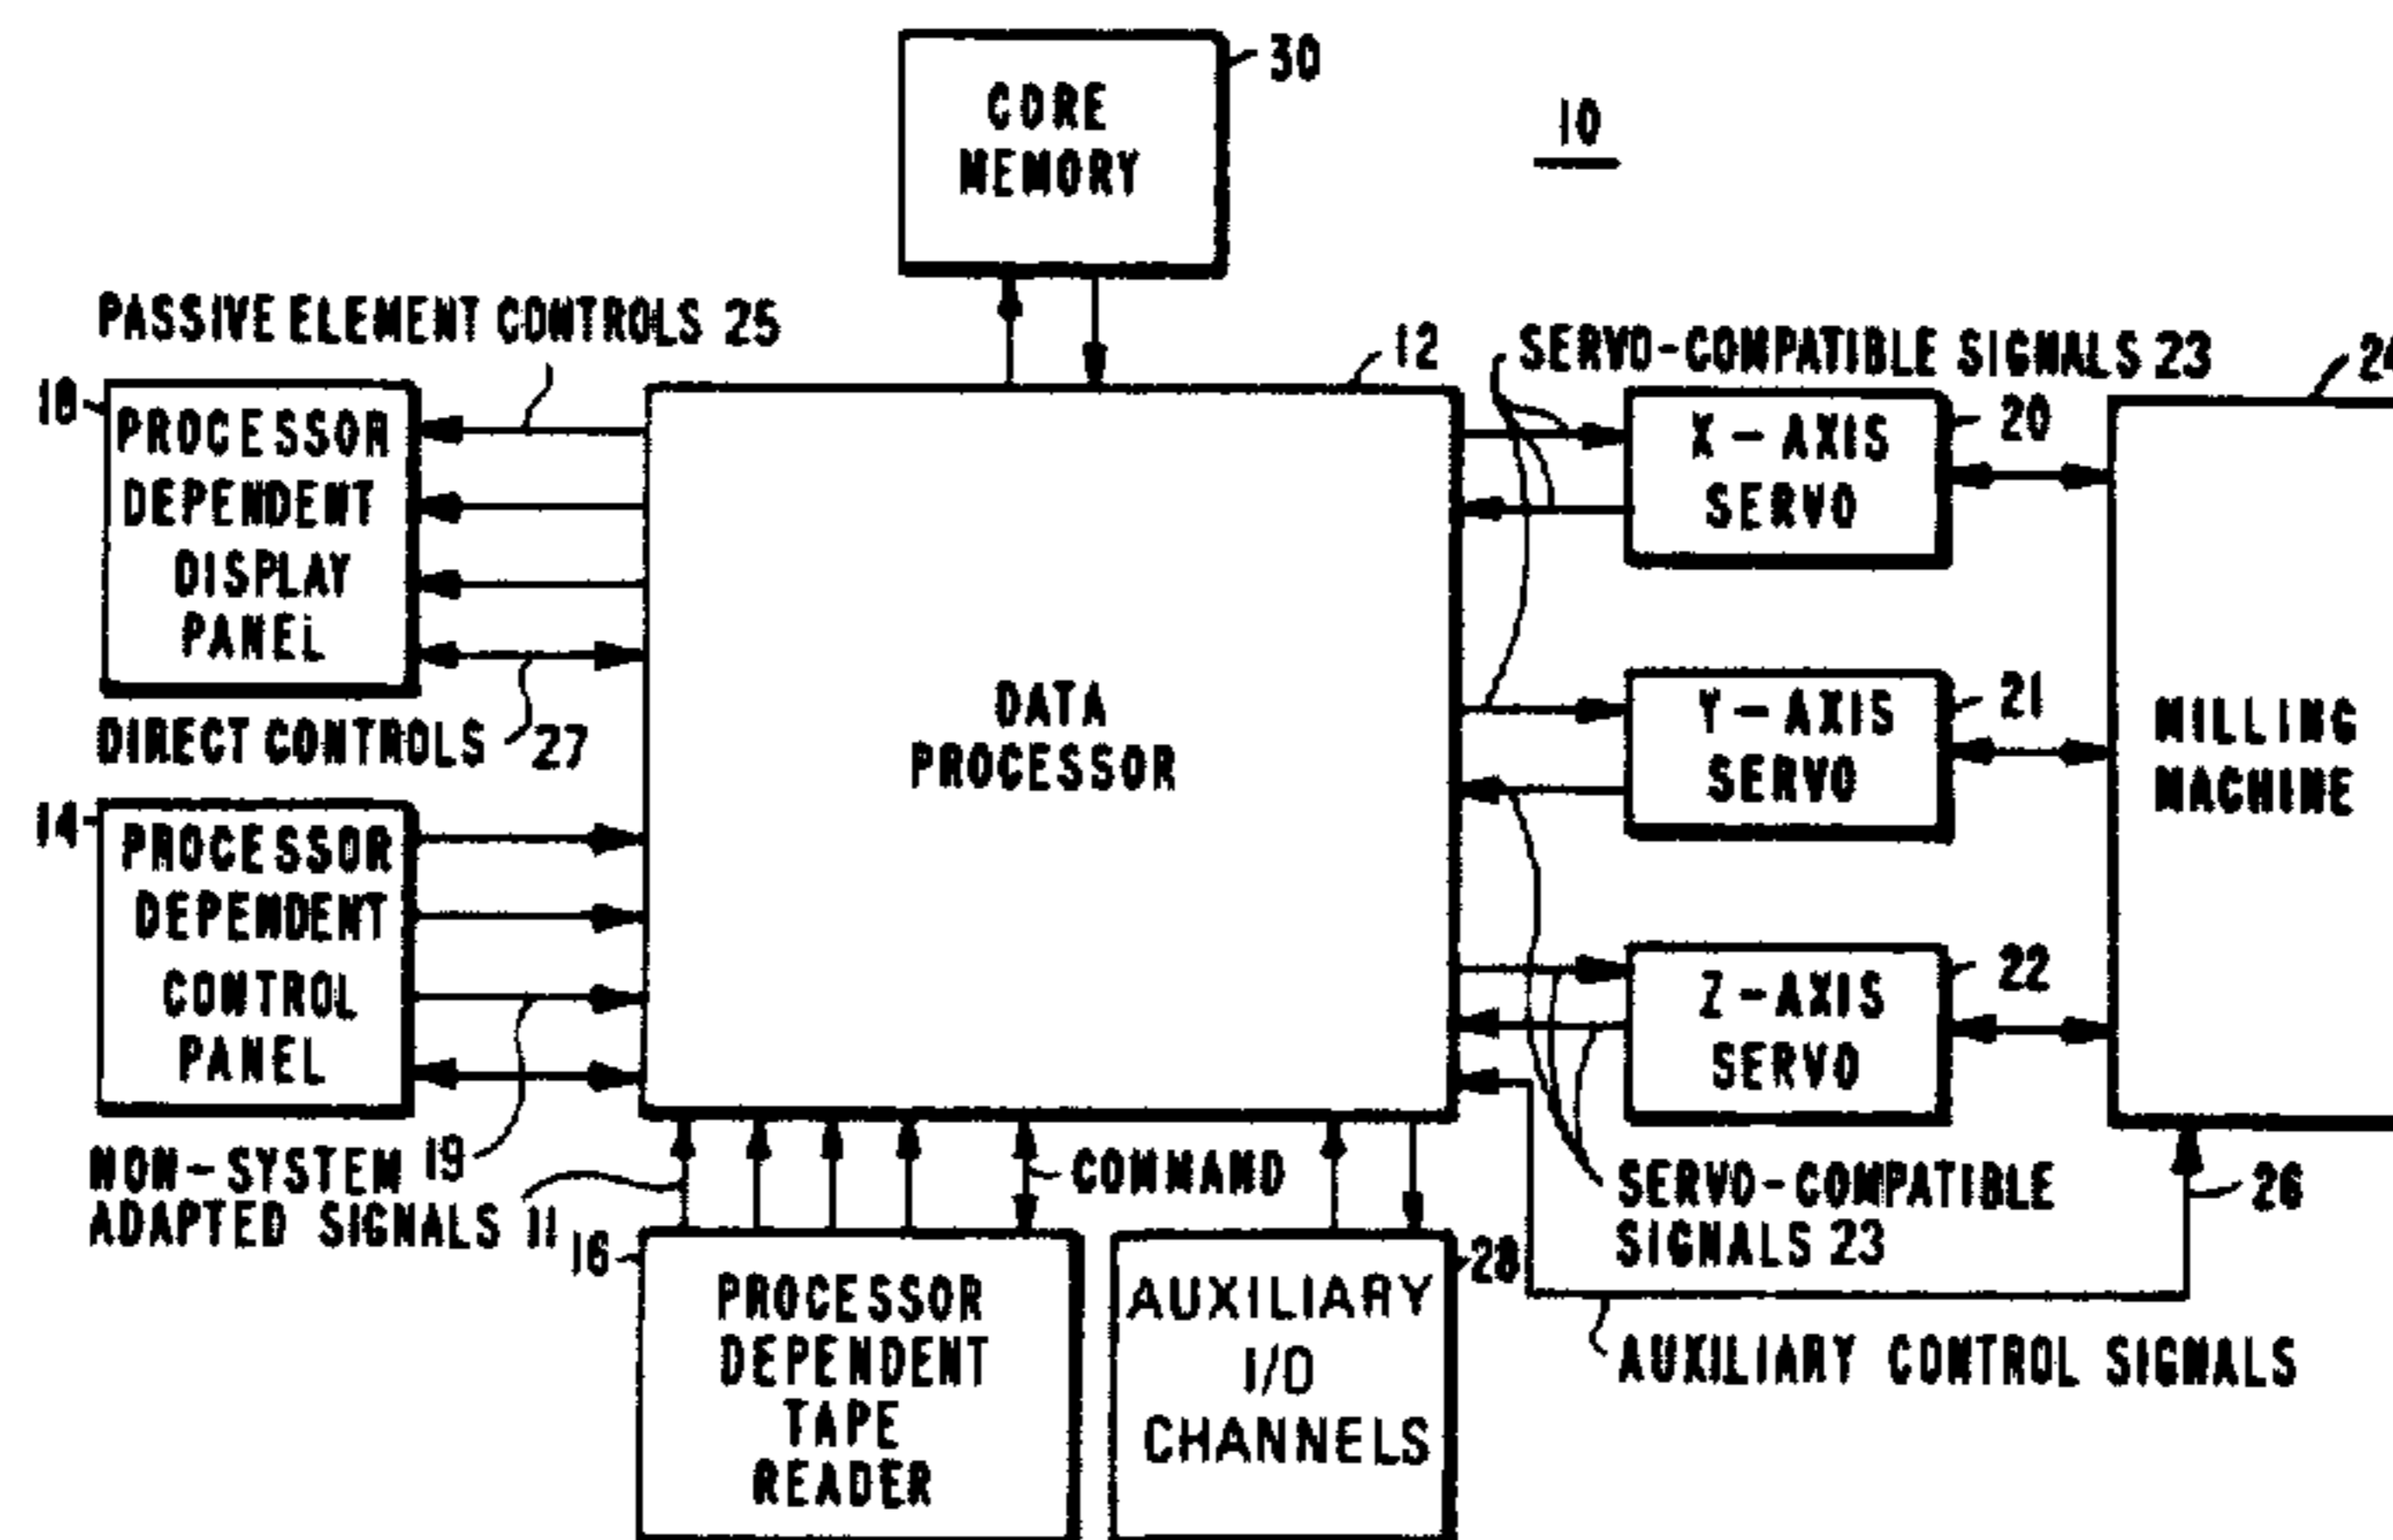 CORE
MEMORY
30
10
PASSIVE ELEMENT CONTROLS 25
12
SERVO-COMPATIBLE SIGNALS 23
18
PROCESSOR
DEPENDENT
DISPLAY
PANEL
X-AXIS
SERVO
20
DIRECT CONTROLS 27
DATA
PROCESSOR
Y-AXIS
SERVO
21
MILLING
MACHINE
14
PROCESSOR
DEPENDENT
CONTROL
PANEL
Z-AXIS
SERVO
22
NON-SYSTEM 19
ADAPTED SIGNALS 11
COMMAND
SERVO-COMPATIBLE
SIGNALS 23
26
16
PROCESSOR
DEPENDENT
TAPE
READER
28
AUXILIARY
I/O
CHANNELS
AUXILIARY CONTROL SIGNALS